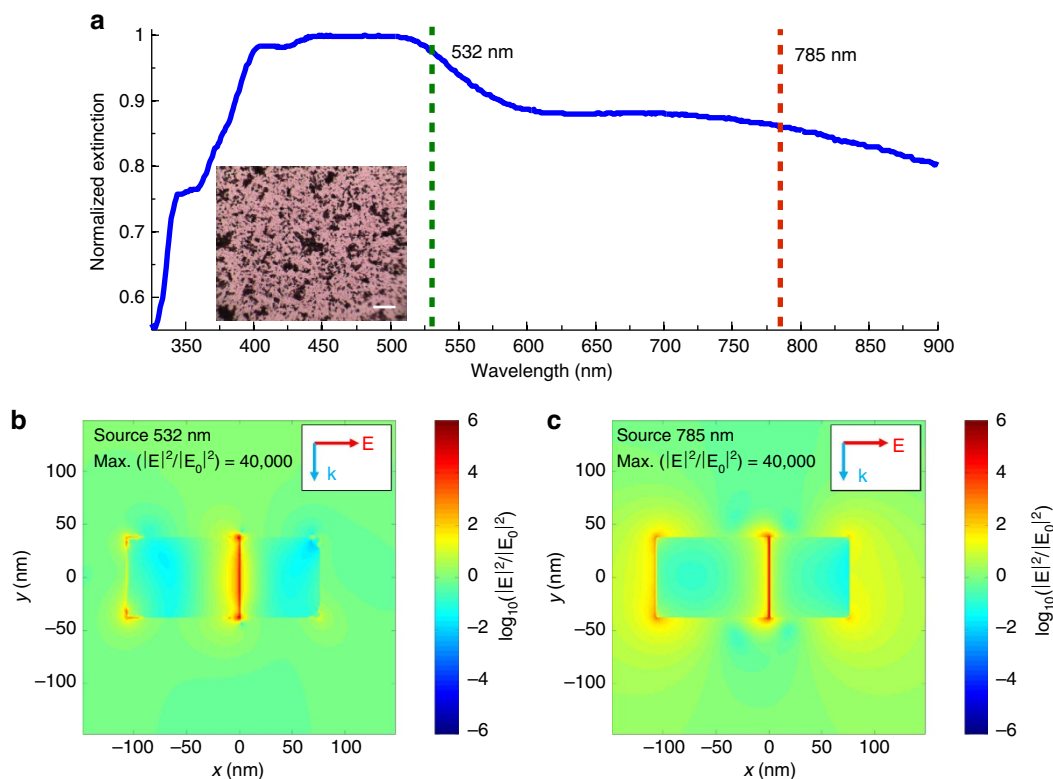 a
1
0.9
0.8
0.7
0.6
Normalized extinction
532 nm
785 nm
350 400 450 500 550 600 650 700 750 800 850 900
Wavelength (nm)
b
Source 532 nm
Max. (|E|²/|E₀|²) = 40,000
E
k
100
50
0
−50
−100
y (nm)
−100 −50 0 50 100
x (nm)
6
4
2
0
−2
−4
−6
log₁₀(|E|²/|E₀|²)
c
Source 785 nm
Max. (|E|²/|E₀|²) = 40,000
E
k
100
50
0
−50
−100
y (nm)
−100 −50 0 50 100
x (nm)
6
4
2
0
−2
−4
−6
log₁₀(|E|²/|E₀|²)